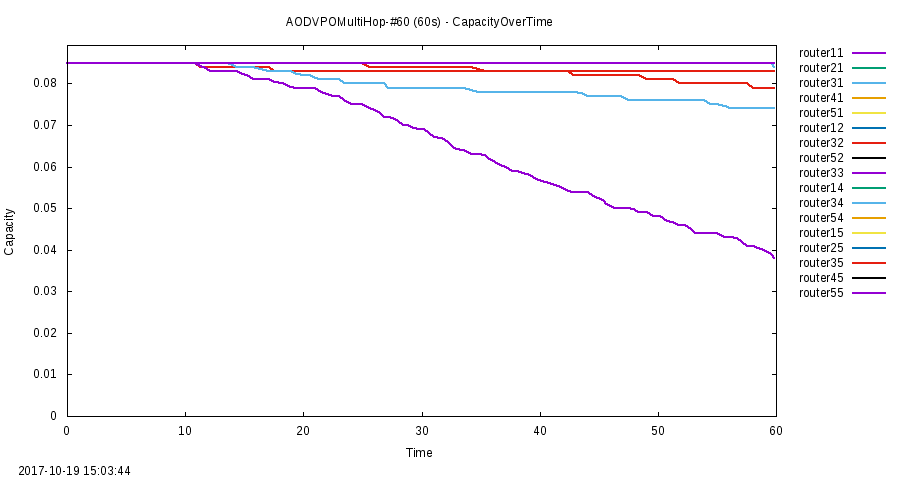 AODVPOMultiHop-#60 (60s) - CapacityOverTime
router11
router21
router31
router41
router51
router12
router32
router52
router33
router14
router34
router54
router15
router25
router35
router45
router55
Capacity
0.08
0.07
0.06
0.05
0.04
0.03
0.02
0.01
0
0 10 20 30 40 50 60
Time
2017-10-19 15:03:44